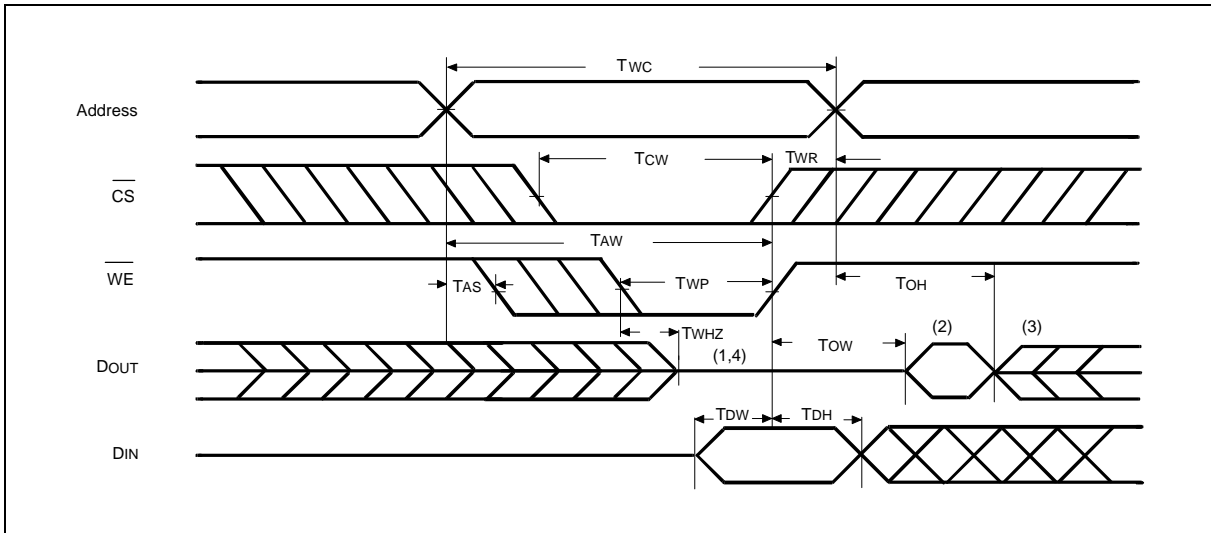 TWC
Address
TCW
TWR
CS
TAW
WE
TAS
TWP
TOH
TWHZ
(1,4)
TOW
(2)
(3)
DOUT
TDW
TDH
DIN